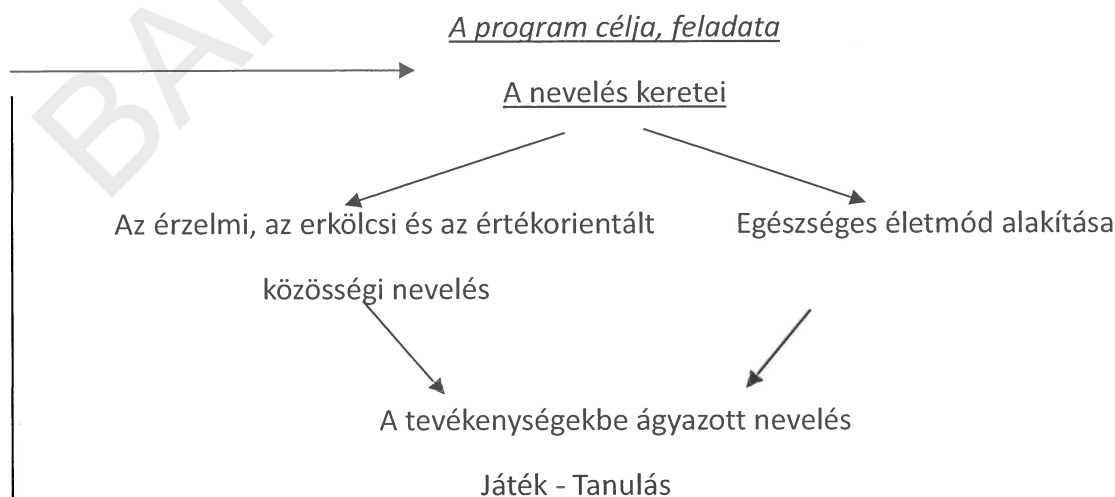 A program célja, feladata
A nevelés keretei
Az érzelmi, az erkölcsi és az értékorientált
Egészséges életmód alakítása
közösségi nevelés
A tevékenységekbe ágyazott nevelés
Játék - Tanulás